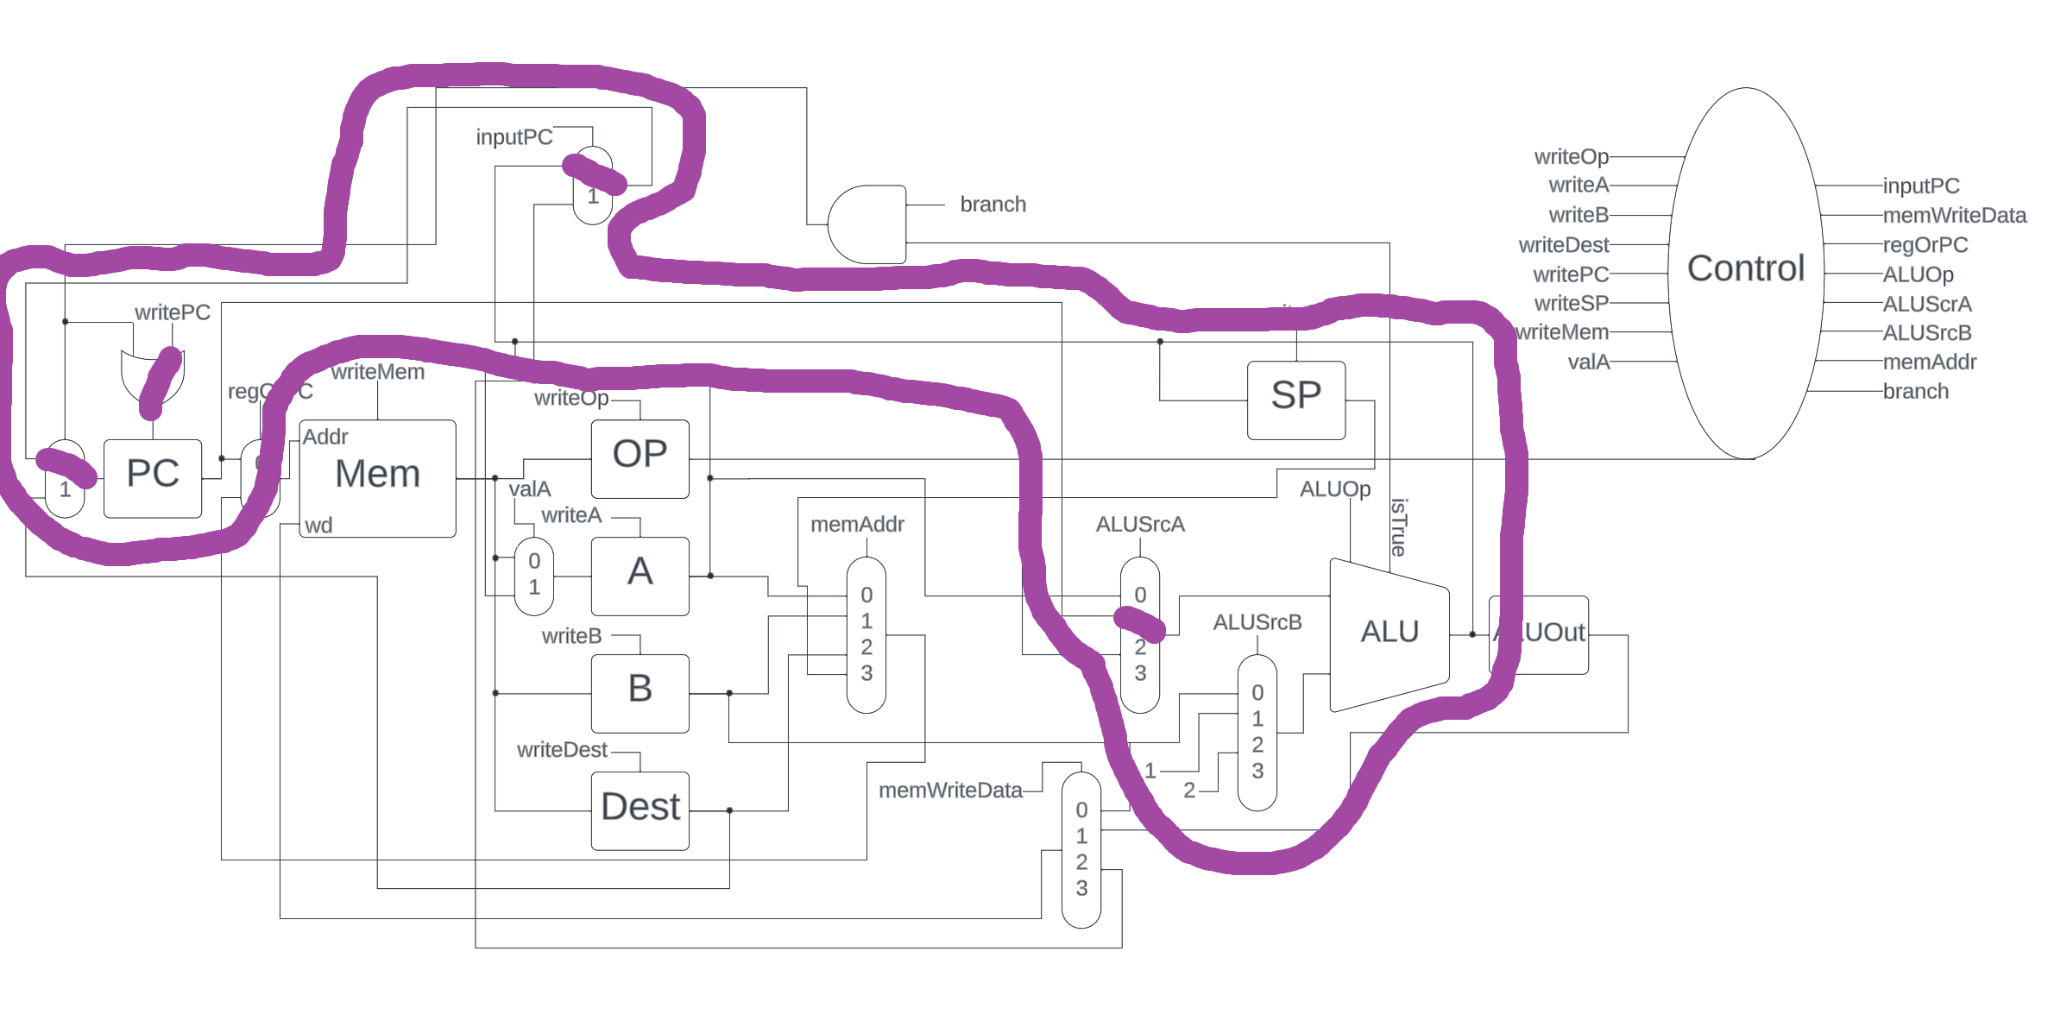 inputPC
1
branch
writePC
writeOp
writeA
writeB
writeDest
writePC
writeSP
writeMem
valA
Control
inputPC
memWriteData
regOrPC
ALUOp
ALUScrA
ALUSrcB
memAddr
branch
writeMem
writeOp
SP
1
PC
Addr
Mem
wd
OP
valA
writeA
0
1
A
memAddr
0
1
2
3
ALUSrcA
0
2
3
ALUOp
isTrue
ALUSrcB
0
1
2
3
ALU
writeB
B
writeDest
Dest
1
2
memWriteData
0
1
2
3